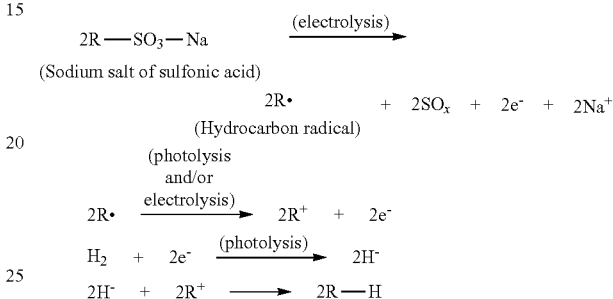 15
(electrolysis)
2R—SO₃—Na ⟶
(Sodium salt of sulfonic acid)
2R• + 2SOₓ + 2e⁻ + 2Na⁺
(Hydrocarbon radical)
20
(photolysis
and/or
electrolysis)
2R• ⟶ 2R⁺ + 2e⁻
(photolysis)
H₂ + 2e⁻ ⟶ 2H⁻
25
2H⁻ + 2R⁺ ⟶ 2R—H